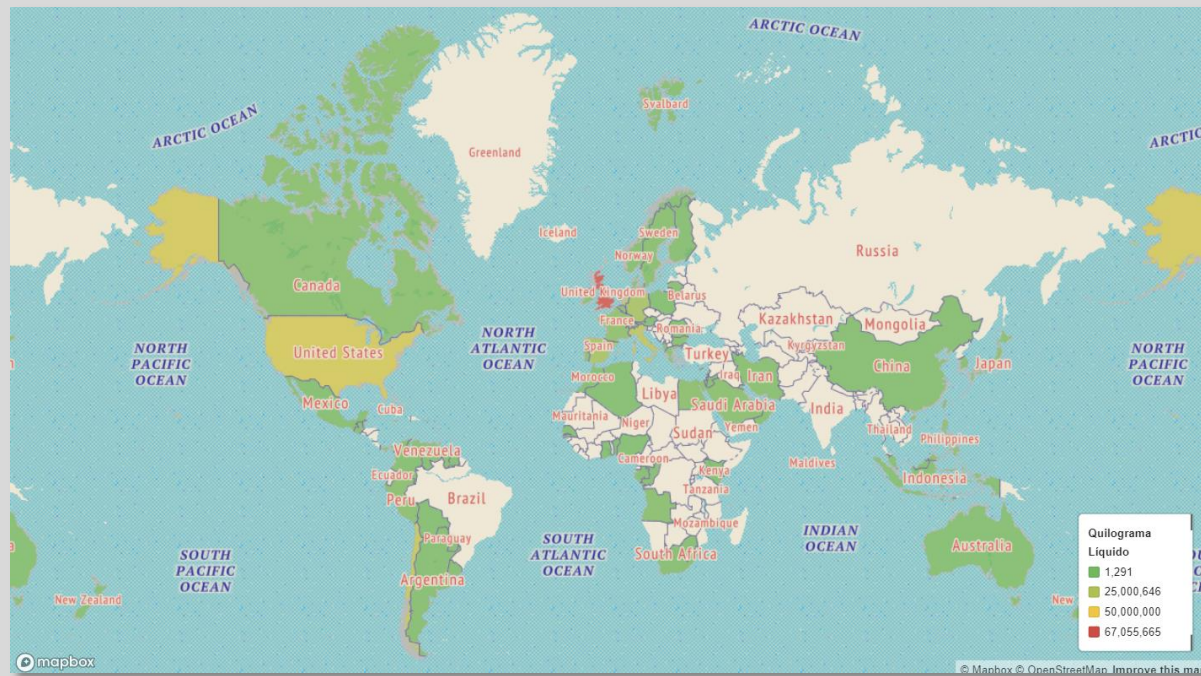 ARCTIC OCEAN
Svalbard
ARCTIC OCEAN
ARCTIC
Greenland
Iceland
Sweden
Norway
Russia
Canada
United Kingdom
Belarus
France
Romania
Kazakhstan
Mongolia
NORTH
PACIFIC
OCEAN
United States
NORTH
ATLANTIC
OCEAN
Spain
Turkey
Kyrgyzstan
China
Japan
NORTH
PACIFIC
OCEAN
Morocco
Iraq
Iran
Mexico
Cuba
Libya
Saudi Arabia
India
Mauritania
Niger
Sudan
Yemen
Thailand
Philippines
Venezuela
Cameroon
Kenya
Maldives
Ecuador
Indonesia
Peru
Brazil
Tanzania
Paraguay
Mozambique
SOUTH
PACIFIC
OCEAN
SOUTH
ATLANTIC
OCEAN
INDIAN
OCEAN
South Africa
Australia
Argentina
New Zealand
New
Quilograma
Líquido
1,291
25,000,646
50,000,000
67,055,665
mapbox
© Mapbox © OpenStreetMap Improve this map